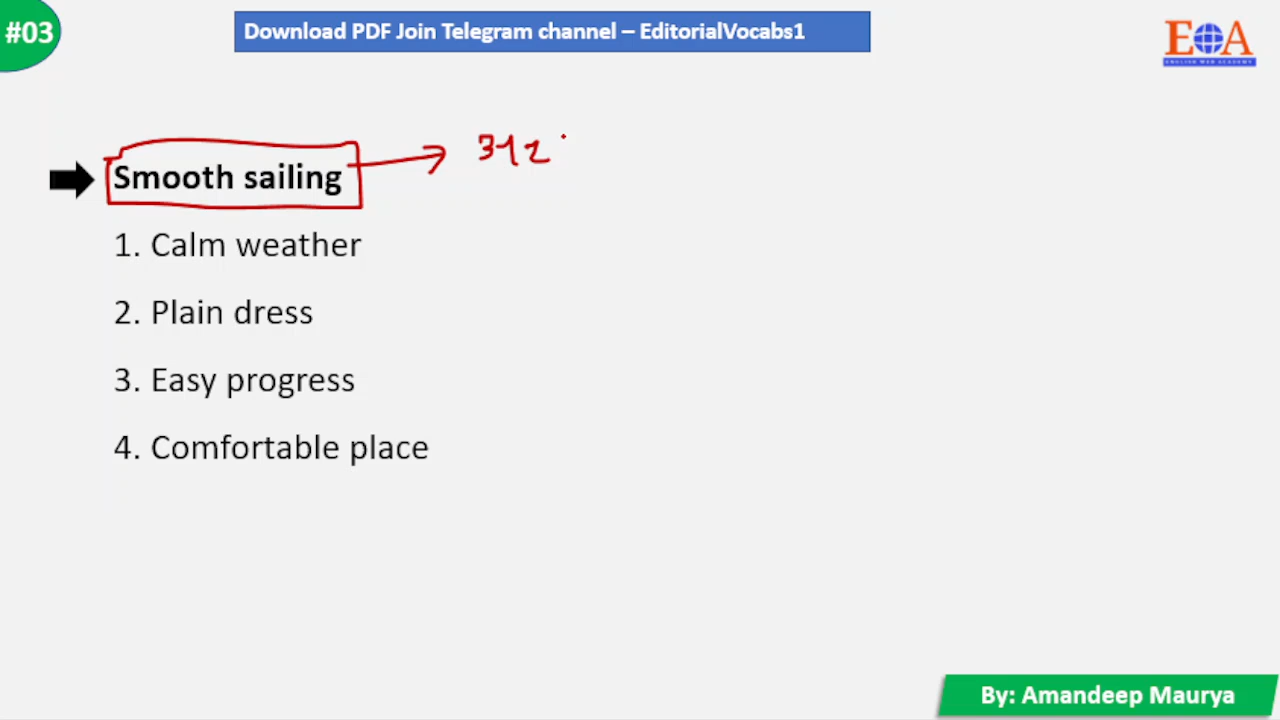 #03
Download PDF Join Telegram channel – EditorialVocabs1
E A
Smooth sailing
1. Calm weather
2. Plain dress
3. Easy progress
4. Comfortable place
By: Amandeep Maurya